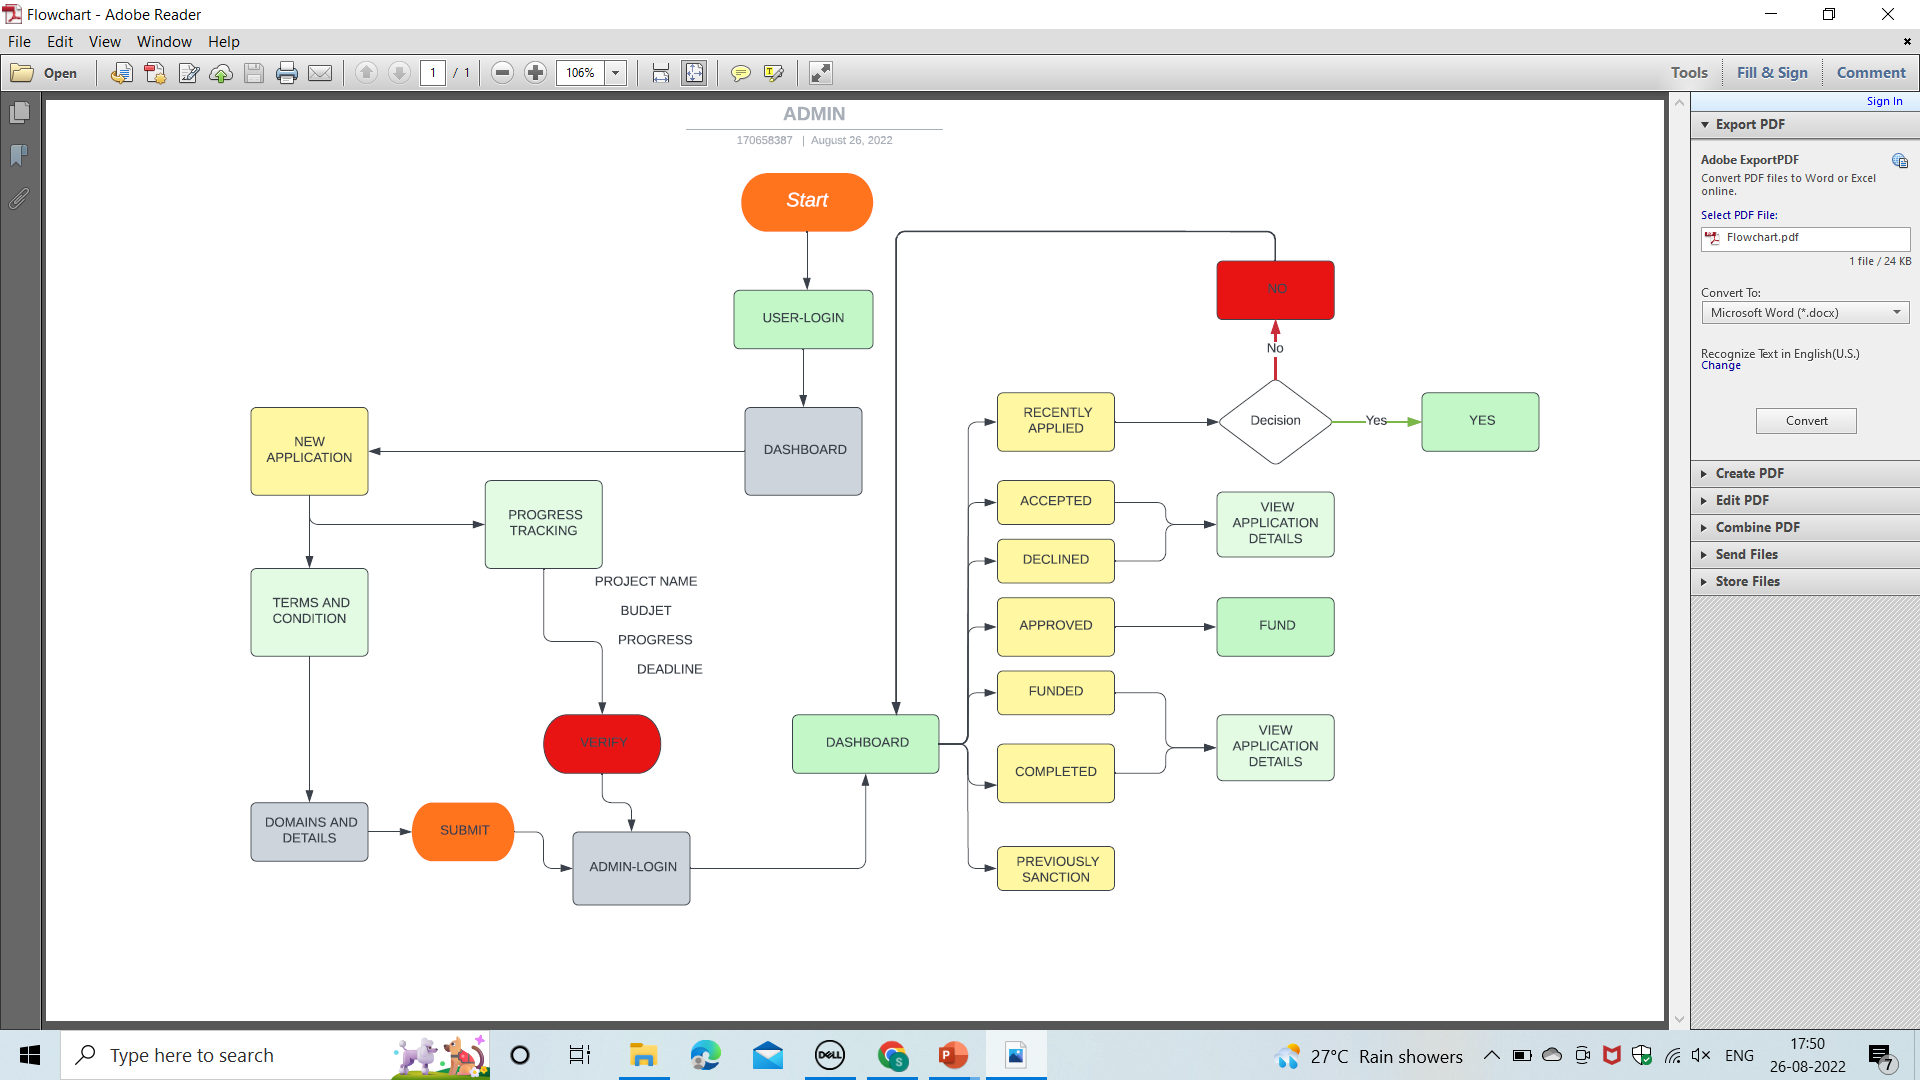 Flowchart - Adobe Reader
File Edit View Window Help
Open
1 / 1
106%
Tools Fill & Sign Comment
Sign In
Export PDF
Adobe ExportPDF
Convert PDF files to Word or Excel
online.
Select PDF File:
Flowchart.pdf
1 file / 24 KB
Convert To:
Microsoft Word (*.docx)
Recognize Text in English(U.S.)
Change
Convert
Create PDF
Edit PDF
Combine PDF
Send Files
Store Files
ADMIN
170658387 | August 26, 2022
Start
USER-LOGIN
DASHBOARD
NEW
APPLICATION
PROGRESS
TRACKING
PROJECT NAME
BUDJET
PROGRESS
DEADLINE
TERMS AND
CONDITION
VERIFY
DOMAINS AND
DETAILS
SUBMIT
ADMIN-LOGIN
DASHBOARD
NO
No
RECENTLY
APPLIED
Decision
Yes
YES
ACCEPTED
DECLINED
VIEW
APPLICATION
DETAILS
APPROVED
FUND
FUNDED
COMPLETED
VIEW
APPLICATION
DETAILS
PREVIOUSLY
SANCTION
Type here to search
DELL
S
P
27°C Rain showers
ENG
17:50
26-08-2022
7